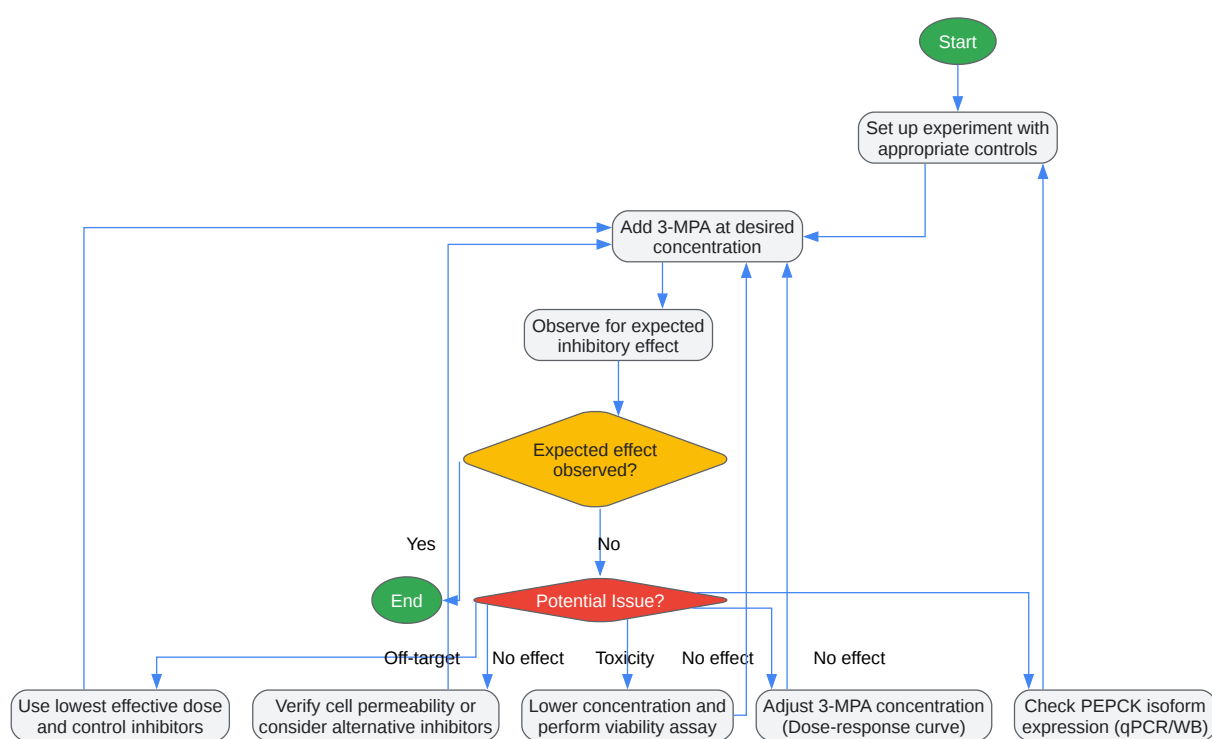 Start
Set up experiment with
appropriate controls
Add 3-MPA at desired
concentration
Observe for expected
inhibitory effect
Expected effect
observed?
Yes
No
End
Potential Issue?
Off-target
No effect
Toxicity
No effect
No effect
Use lowest effective dose
and control inhibitors
Verify cell permeability or
consider alternative inhibitors
Lower concentration and
perform viability assay
Adjust 3-MPA concentration
(Dose-response curve)
Check PEPCK isoform
expression (qPCR/WB)